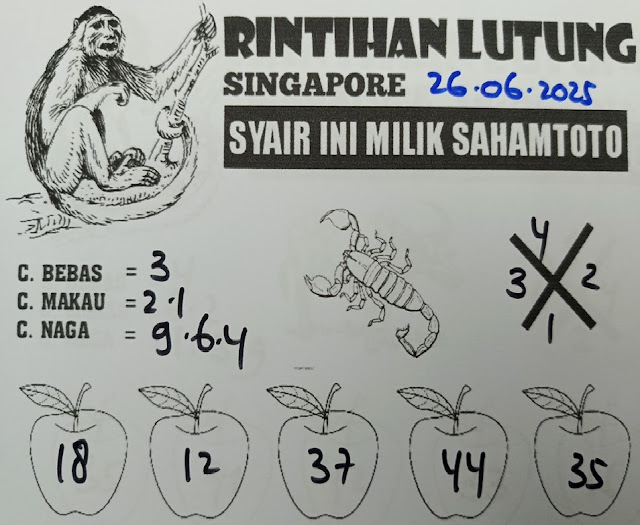 RINTIHAN LUTUNG
SINGAPORE 26.06.2025
SYAIR INI MILIK SAHAMTOTO
C. BEBAS = 3
C. MAKAU = 2.1
C. NAGA = 9.6.4
4
3 2
1
18 12 37 44 35